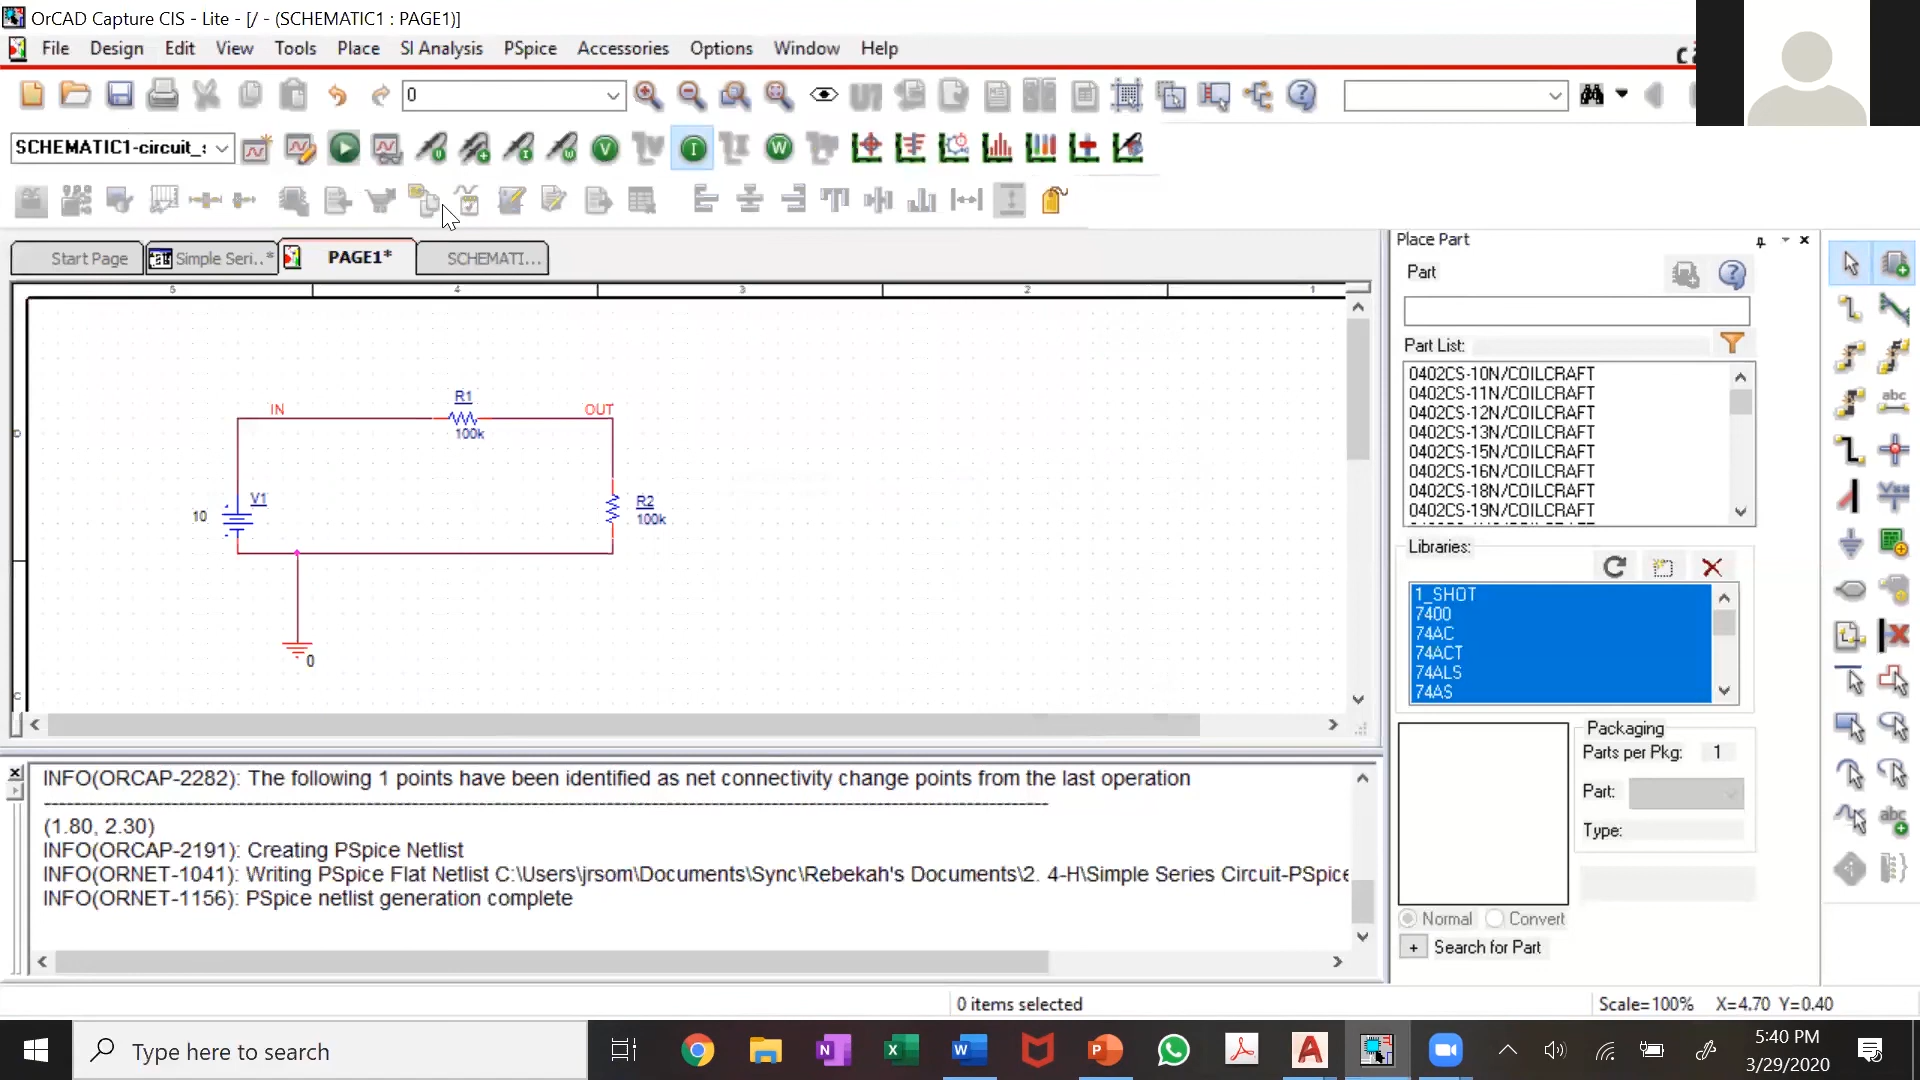 OrCAD Capture CIS - Lite - [/ - (SCHEMATIC1 : PAGE1)]
File Design Edit View Tools Place SI Analysis PSpice Accessories Options Window Help
0
SCHEMATIC1-circuit_
V I W
Start Page Simple Seri..* PAGE1* SCHEMATI...
5 4 3 2 1
D
C
IN R1 OUT
100k
V1
10
R2
100k
0
INFO(ORCAP-2282): The following 1 points have been identified as net connectivity change points from the last operation
(1.80, 2.30)
INFO(ORCAP-2191): Creating PSpice Netlist
INFO(ORNET-1041): Writing PSpice Flat Netlist C:\Users\jrsom\Documents\Sync\Rebekah's Documents\2. 4-H\Simple Series Circuit-PSpice
INFO(ORNET-1156): PSpice netlist generation complete
Place Part
Part
Part List:
0402CS-10N/COILCRAFT
0402CS-11N/COILCRAFT
0402CS-12N/COILCRAFT
0402CS-13N/COILCRAFT
0402CS-15N/COILCRAFT
0402CS-16N/COILCRAFT
0402CS-18N/COILCRAFT
0402CS-19N/COILCRAFT
Libraries:
1_SHOT
7400
74AC
74ACT
74ALS
74AS
Packaging
Parts per Pkg: 1
Part:
Type:
Normal Convert
+ Search for Part
0 items selected
Scale=100% X=4.70 Y=0.40
Type here to search
5:40 PM
3/29/2020